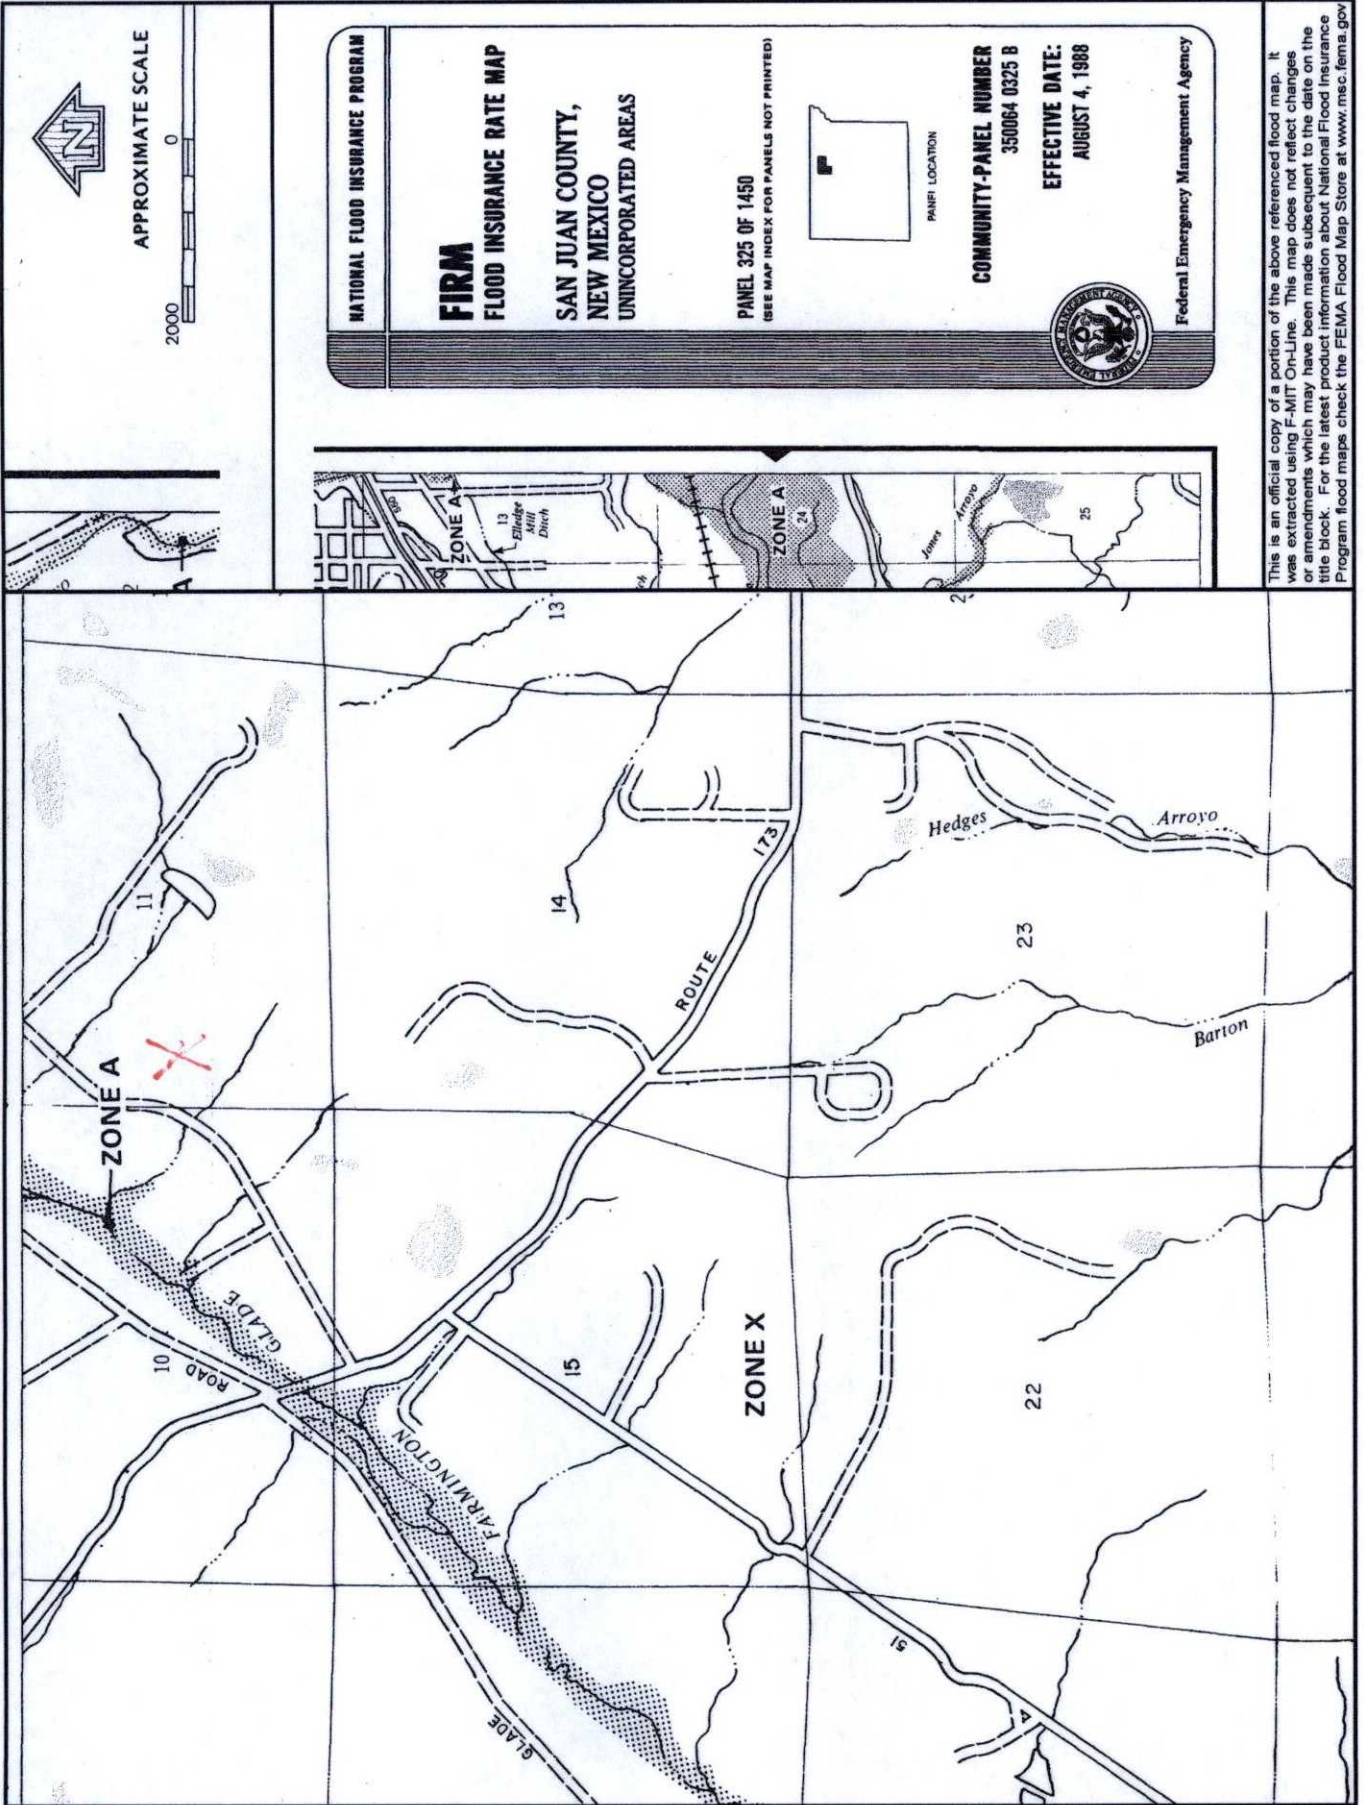 APPROXIMATE SCALE
2000 0
N
NATIONAL FLOOD INSURANCE PROGRAM
FIRM
FLOOD INSURANCE RATE MAP
SAN JUAN COUNTY,
NEW MEXICO
UNINCORPORATED AREAS
PANEL 325 OF 1450
(SEE MAP INDEX FOR PANELS NOT PRINTED)
PANEL LOCATION
COMMUNITY-PANEL NUMBER
350064 0325 B
EFFECTIVE DATE:
AUGUST 4, 1988
FEDERAL EMERGENCY MANAGEMENT AGENCY
Federal Emergency Management Agency
This is an official copy of a portion of the above referenced flood map. It
was extracted using F-MIT On-Line. This map does not reflect changes
or amendments which may have been made subsequent to the date on the
title block. For the latest product information about National Flood Insurance
Program flood maps check the FEMA Flood Map Store at www.msc.fema.gov
A
ZONE A
13
Eledge
Mill
Ditch
ZONE A
24
Jones Arroyo
25
ZONE A
11
10
ROAD
GLADE
FARMINGTON
GLADE
13
14
15
ROUTE 173
ZONE X
Hedges Arroyo
23
Barton
22
51
2